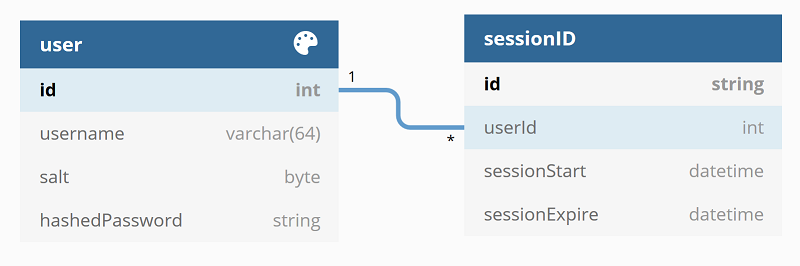 user
id int
username varchar(64)
salt byte
hashedPassword string
1
*
sessionID
id string
userId int
sessionStart datetime
sessionExpire datetime